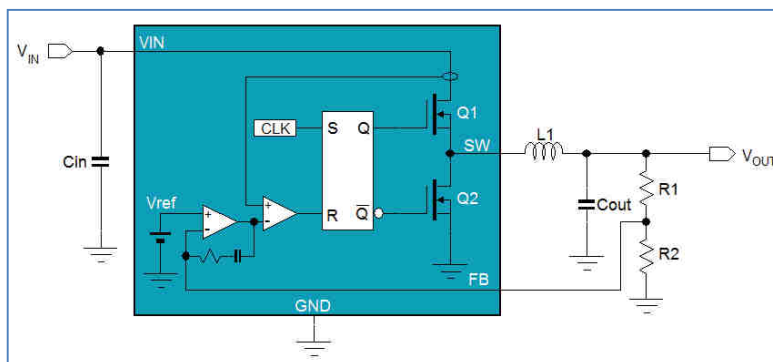 VIN
VIN
Q1
CLK
S
Q
L1
SW
VOUT
Cin
Vref
R
Q
Q2
Cout
R1
R2
FB
GND